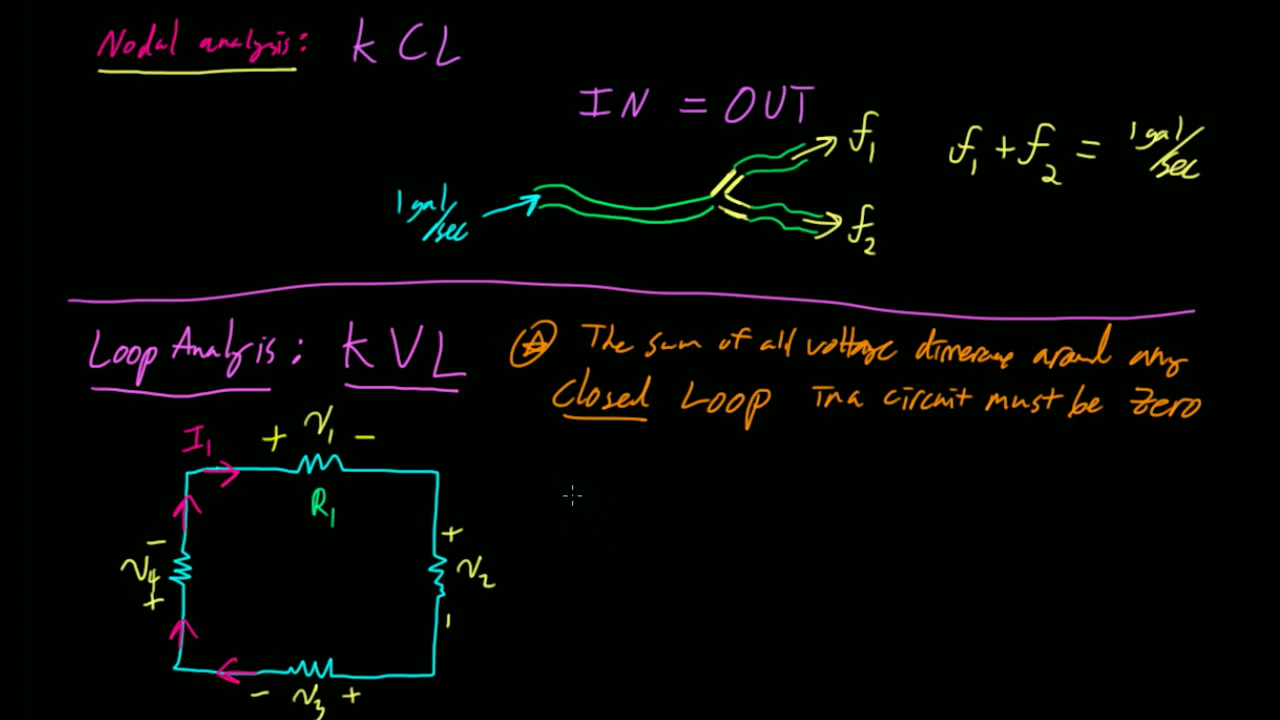 Nodal analysis: kCL
IN = OUT
f1
f1 + f2 = 1 gal/sec
1 gal/sec
f2
Loop Analysis: kVL
The sum of all voltage around any
Closed Loop In a circuit must be Zero
I1
+ V1 -
R1
- V4 +
+ V2 -
- V3 +